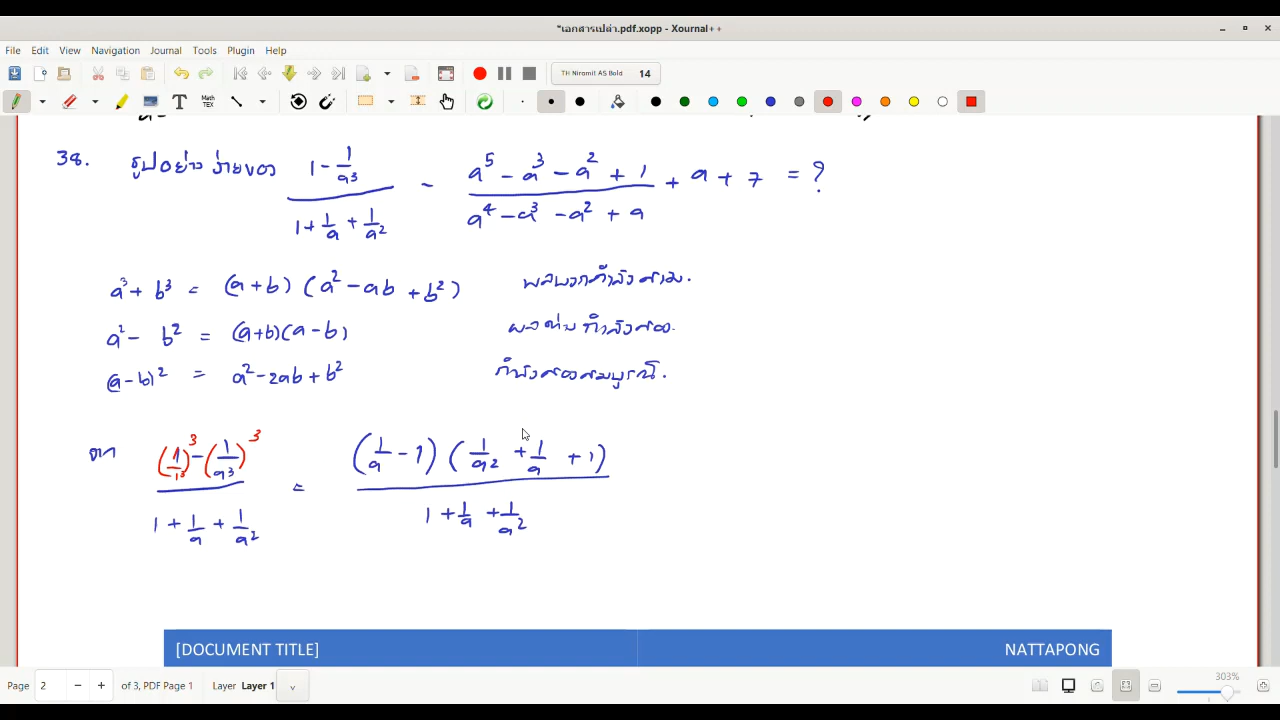 *เอกสารเปล่า.pdf.xopp - Xournal++
File Edit View Navigation Journal Tools Plugin Help
TH Niramit AS Bold 14
38. รูปอย่างง่ายของ (1 - 1/a³)/(1 + 1/a + 1/a²) - (a⁵ - a³ - a² + 1)/(a⁴ - a³ - a² + a) + a + 7 = ?
a³ + b³ = (a+b)(a² - ab + b²) ผลบวกกำลังสาม.
a² - b² = (a+b)(a-b) ผลต่างกำลังสอง.
(a-b)² = a² - 2ab + b² กำลังสองสมบูรณ์.
จาก ((1/1³)³ - (1/a³)³)/(1 + 1/a + 1/a²) = ((1/a - 1)(1/a² + 1/a + 1))/(1 + 1/a + 1/a²)
[DOCUMENT TITLE] NATTAPONG
Page 2 of 3, PDF Page 1 Layer Layer 1 303%